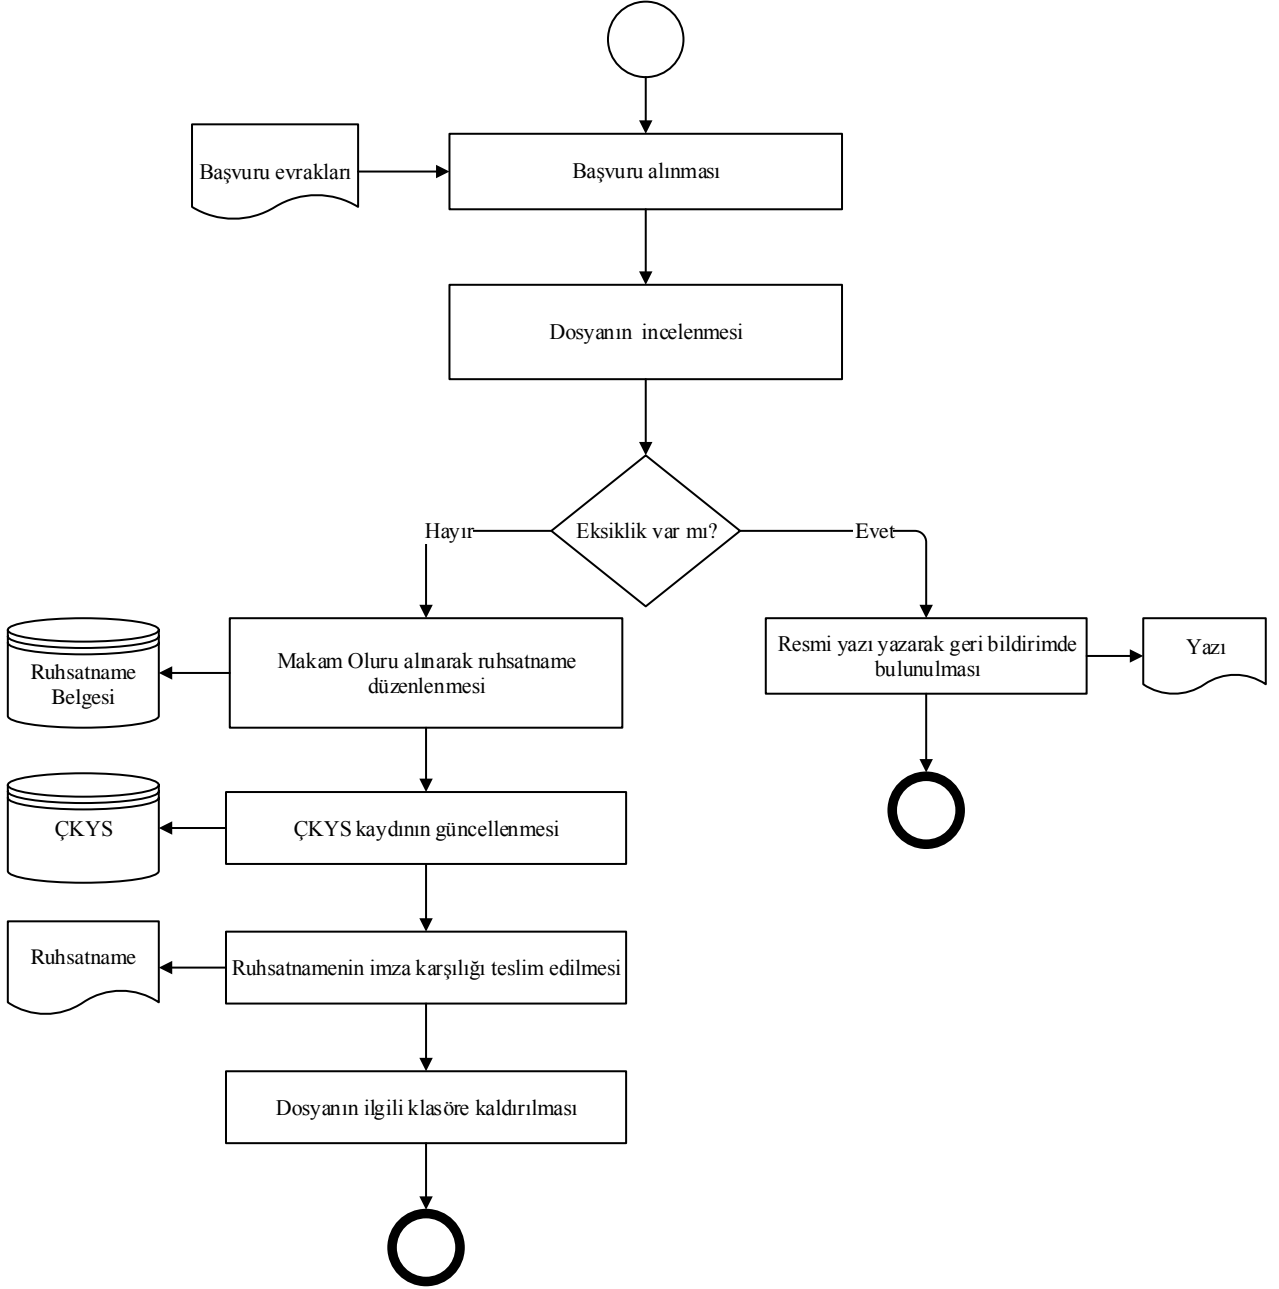 Başvuru evrakları
Başvuru alınması
Dosyanın incelenmesi
Eksiklik var mı?
Hayır
Evet
Makam Oluru alınarak ruhsatname
düzenlenmesi
Ruhsatname
Belgesi
Resmi yazı yazarak geri bildirimde
bulunulması
Yazı
ÇKYS kaydının güncellenmesi
ÇKYS
Ruhsatnamenin imza karşılığı teslim edilmesi
Ruhsatname
Dosyanın ilgili klasöre kaldırılması